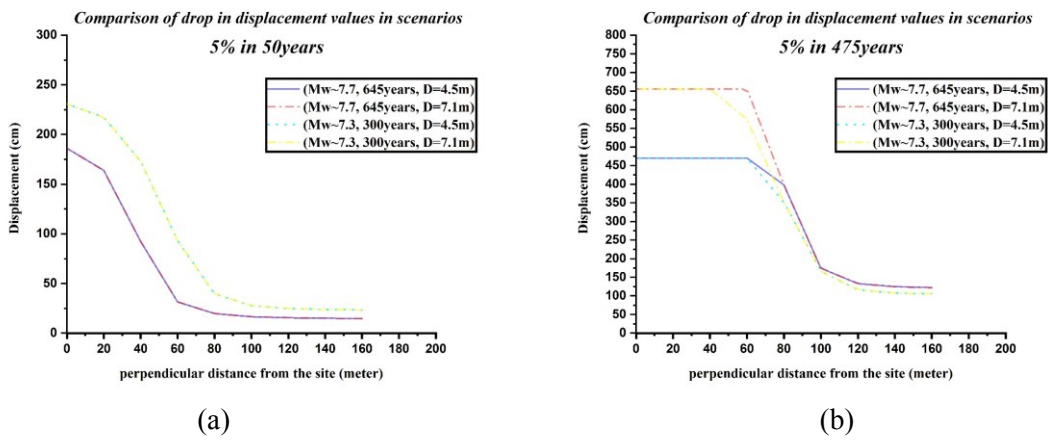 Comparison of drop in displacement values in scenarios
5% in 50years
(Mw~7.7, 645years, D=4.5m)
(Mw~7.7, 645years, D=7.1m)
(Mw~7.3, 300years, D=4.5m)
(Mw~7.3, 300years, D=7.1m)
Displacement (cm)
300
250
200
150
100
50
0
0 20 40 60 80 100 120 140 160 180 200
perpendicular distance from the site (meter)
(a)
Comparison of drop in displacement values in scenarios
5% in 475years
(Mw~7.7, 645years, D=4.5m)
(Mw~7.7, 645years, D=7.1m)
(Mw~7.3, 300years, D=4.5m)
(Mw~7.3, 300years, D=7.1m)
Displacement (cm)
800
750
700
650
600
550
500
450
400
350
300
250
200
150
100
50
0
0 20 40 60 80 100 120 140 160 180 200
perpendicular distance from the site (meter)
(b)